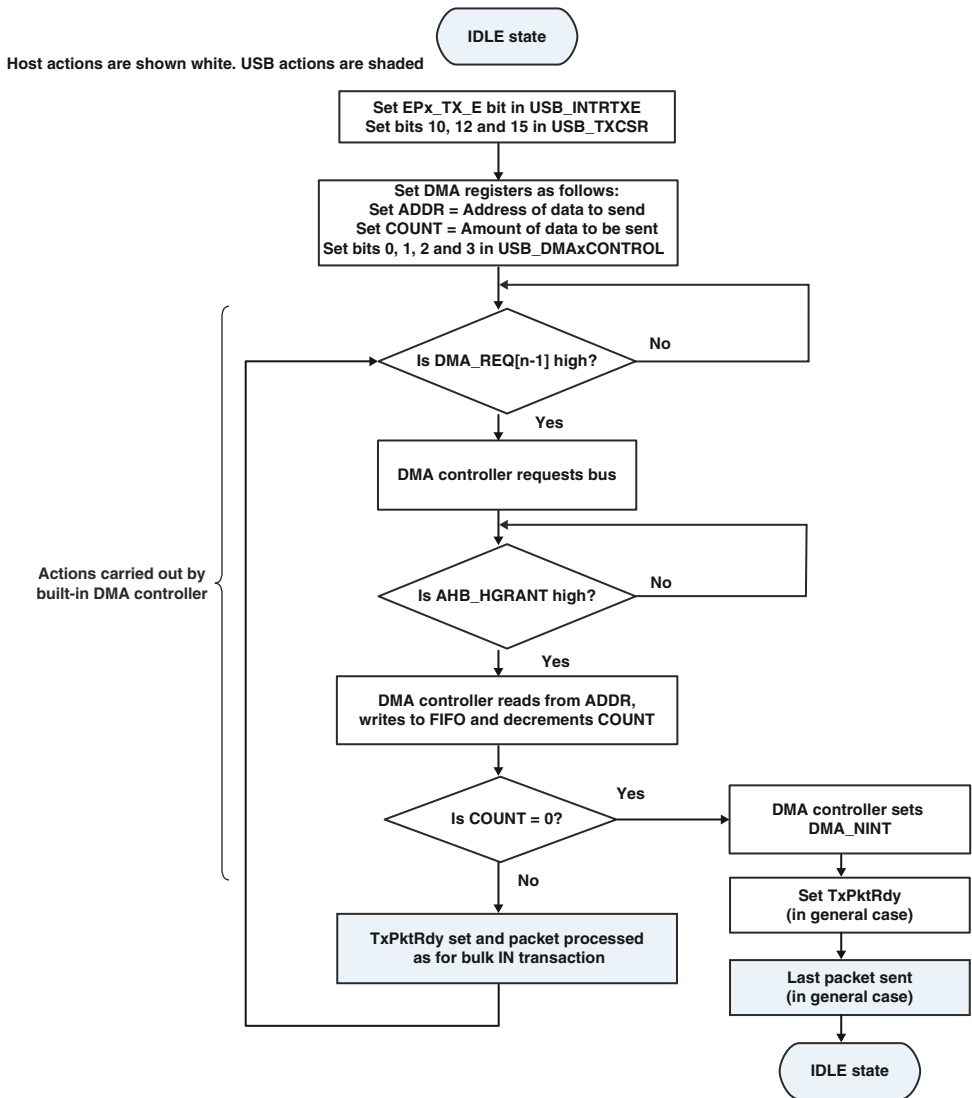 IDLE state
Host actions are shown white. USB actions are shaded
Set EPx_TX_E bit in USB_INTRTXE
Set bits 10, 12 and 15 in USB_TXCSR
Set DMA registers as follows:
Set ADDR = Address of data to send
Set COUNT = Amount of data to be sent
Set bits 0, 1, 2 and 3 in USB_DMAxCONTROL
Is DMA_REQ[n-1] high?
No
Yes
DMA controller requests bus
Is AHB_HGRANT high?
No
Yes
Actions carried out by
built-in DMA controller
DMA controller reads from ADDR,
writes to FIFO and decrements COUNT
Is COUNT = 0?
Yes
No
DMA controller sets
DMA_NINT
Set TxPktRdy
(in general case)
TxPktRdy set and packet processed
as for bulk IN transaction
Last packet sent
(in general case)
IDLE state